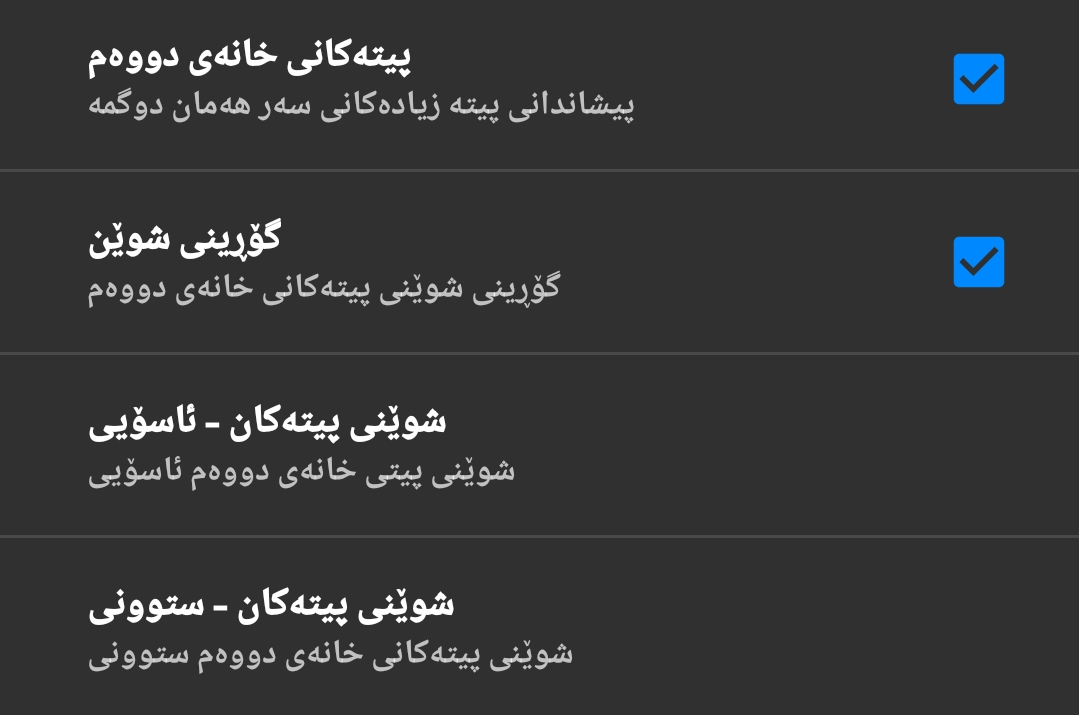 پیتەکانی خانەی دووەم
پیشاندانی پیتە زیادەکانی سەر هەمان دوگمە
گۆڕینی شوێن
گۆڕینی شوێنی پیتەکانی خانەی دووەم
شوێنی پیتەکان - ئاسۆیی
شوێنی پیتی خانەی دووەم ئاسۆیی
شوێنی پیتەکان - ستوونی
شوێنی پیتەکانی خانەی دووەم ستوونی